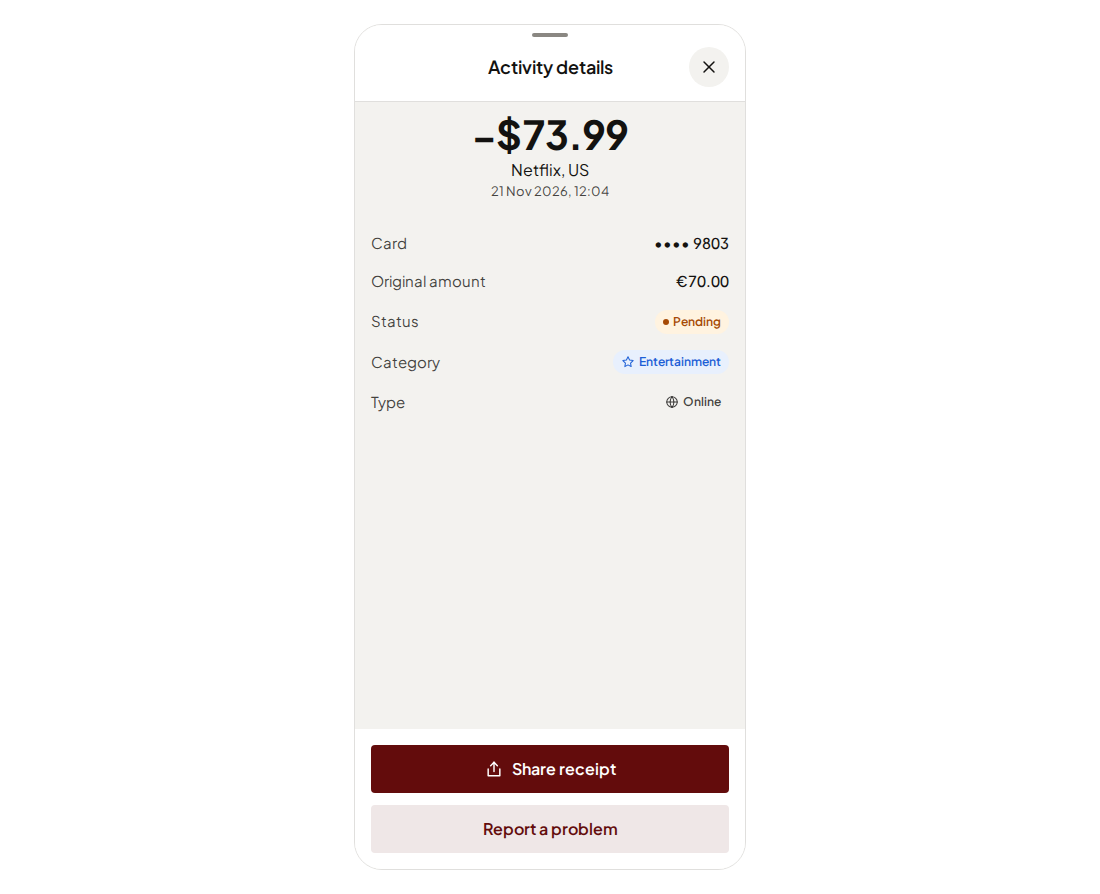 Activity details
–$73.99
Netflix, US
21 Nov 2026, 12:04
Card •••• 9803
Original amount €70.00
Status Pending
Category Entertainment
Type Online
Share receipt
Report a problem